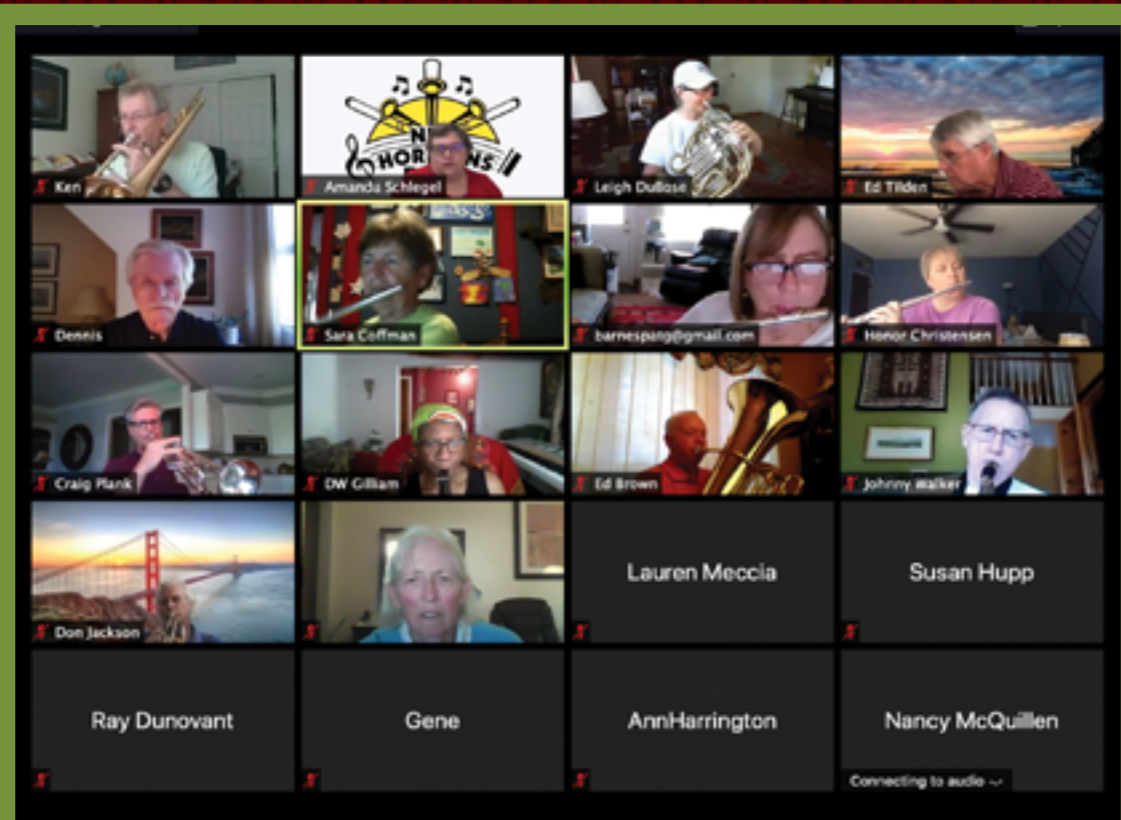 Ken
Amanda Schlegel
Leigh DuBose
Ed Tilden
Dennis
Sara Coffman
barnesparg@gmail.com
Honor Christensen
Craig Plank
DW Gilliam
Ed Brown
Johnny Walker
Don Jackson
Lauren Meccia
Susan Hupp
Ray Dunovant
Gene
AnnHarrington
Nancy McQuillen
Connecting to audio